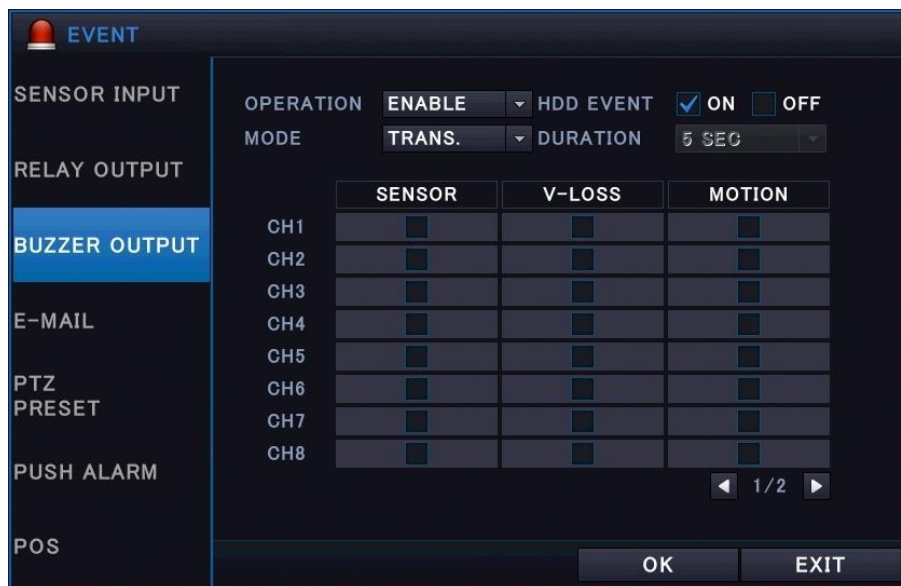 EVENT
SENSOR INPUT
RELAY OUTPUT
BUZZER OUTPUT
E-MAIL
PTZ
PRESET
PUSH ALARM
POS
OPERATION ENABLE HDD EVENT ON OFF
MODE TRANS. DURATION 5 SEC
SENSOR V-LOSS MOTION
CH1
CH2
CH3
CH4
CH5
CH6
CH7
CH8
1/2
OK EXIT